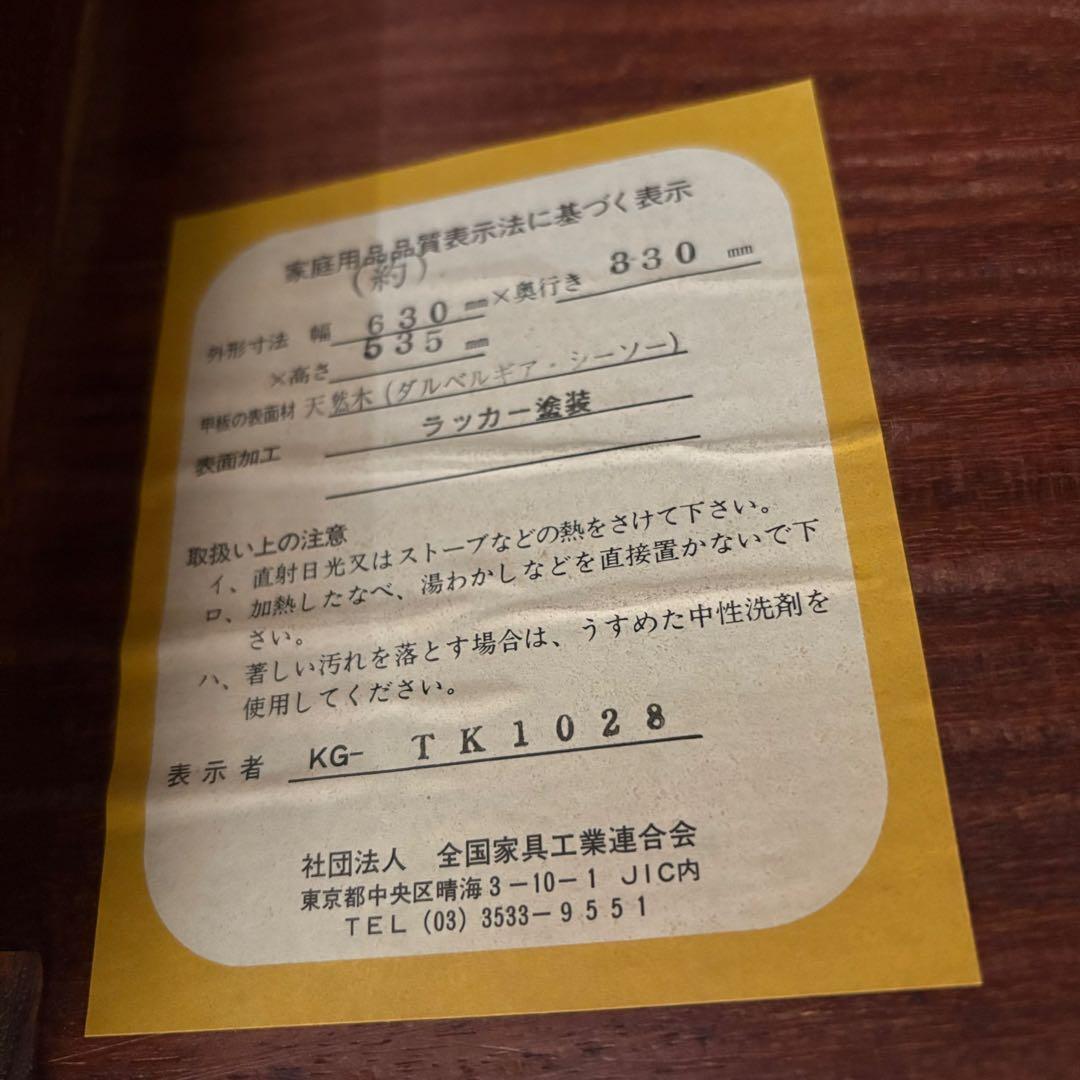 家庭用品品質表示法に基づく表示
(約)
外形寸法 幅 630 mm ×奥行き 330 mm
×高さ 535 mm
甲板の表面材 天然木(ダルベルギア・シーソー)
表面加工 ラッカー塗装
取扱い上の注意
イ、直射日光又はストーブなどの熱をさけて下さい。
ロ、加熱したなべ、湯わかしなどを直接置かないで下
さい。
ハ、著しい汚れを落とす場合は、うすめた中性洗剤を
使用してください。
表示者 KG- TK1028
社団法人 全国家具工業連合会
東京都中央区晴海3-10-1 JIC内
TEL (03) 3533-9551